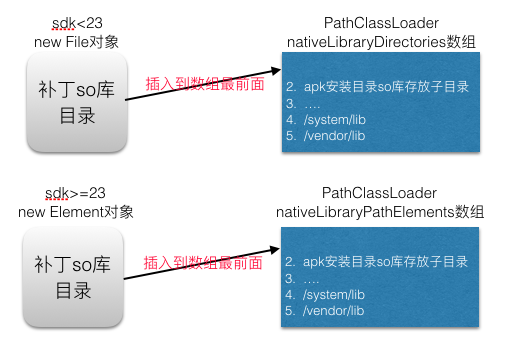 sdk<23
new File对象
补丁so库
目录
插入到数组最前面
PathClassLoader
nativeLibraryDirectories数组
2. apk安装目录so库存放子目录
3. ....
4. /system/lib
5. /vendor/lib
sdk>=23
new Element对象
补丁so库
目录
插入到数组最前面
PathClassLoader
nativeLibraryPathElements数组
2. apk安装目录so库存放子目录
3. ....
4. /system/lib
5. /vendor/lib